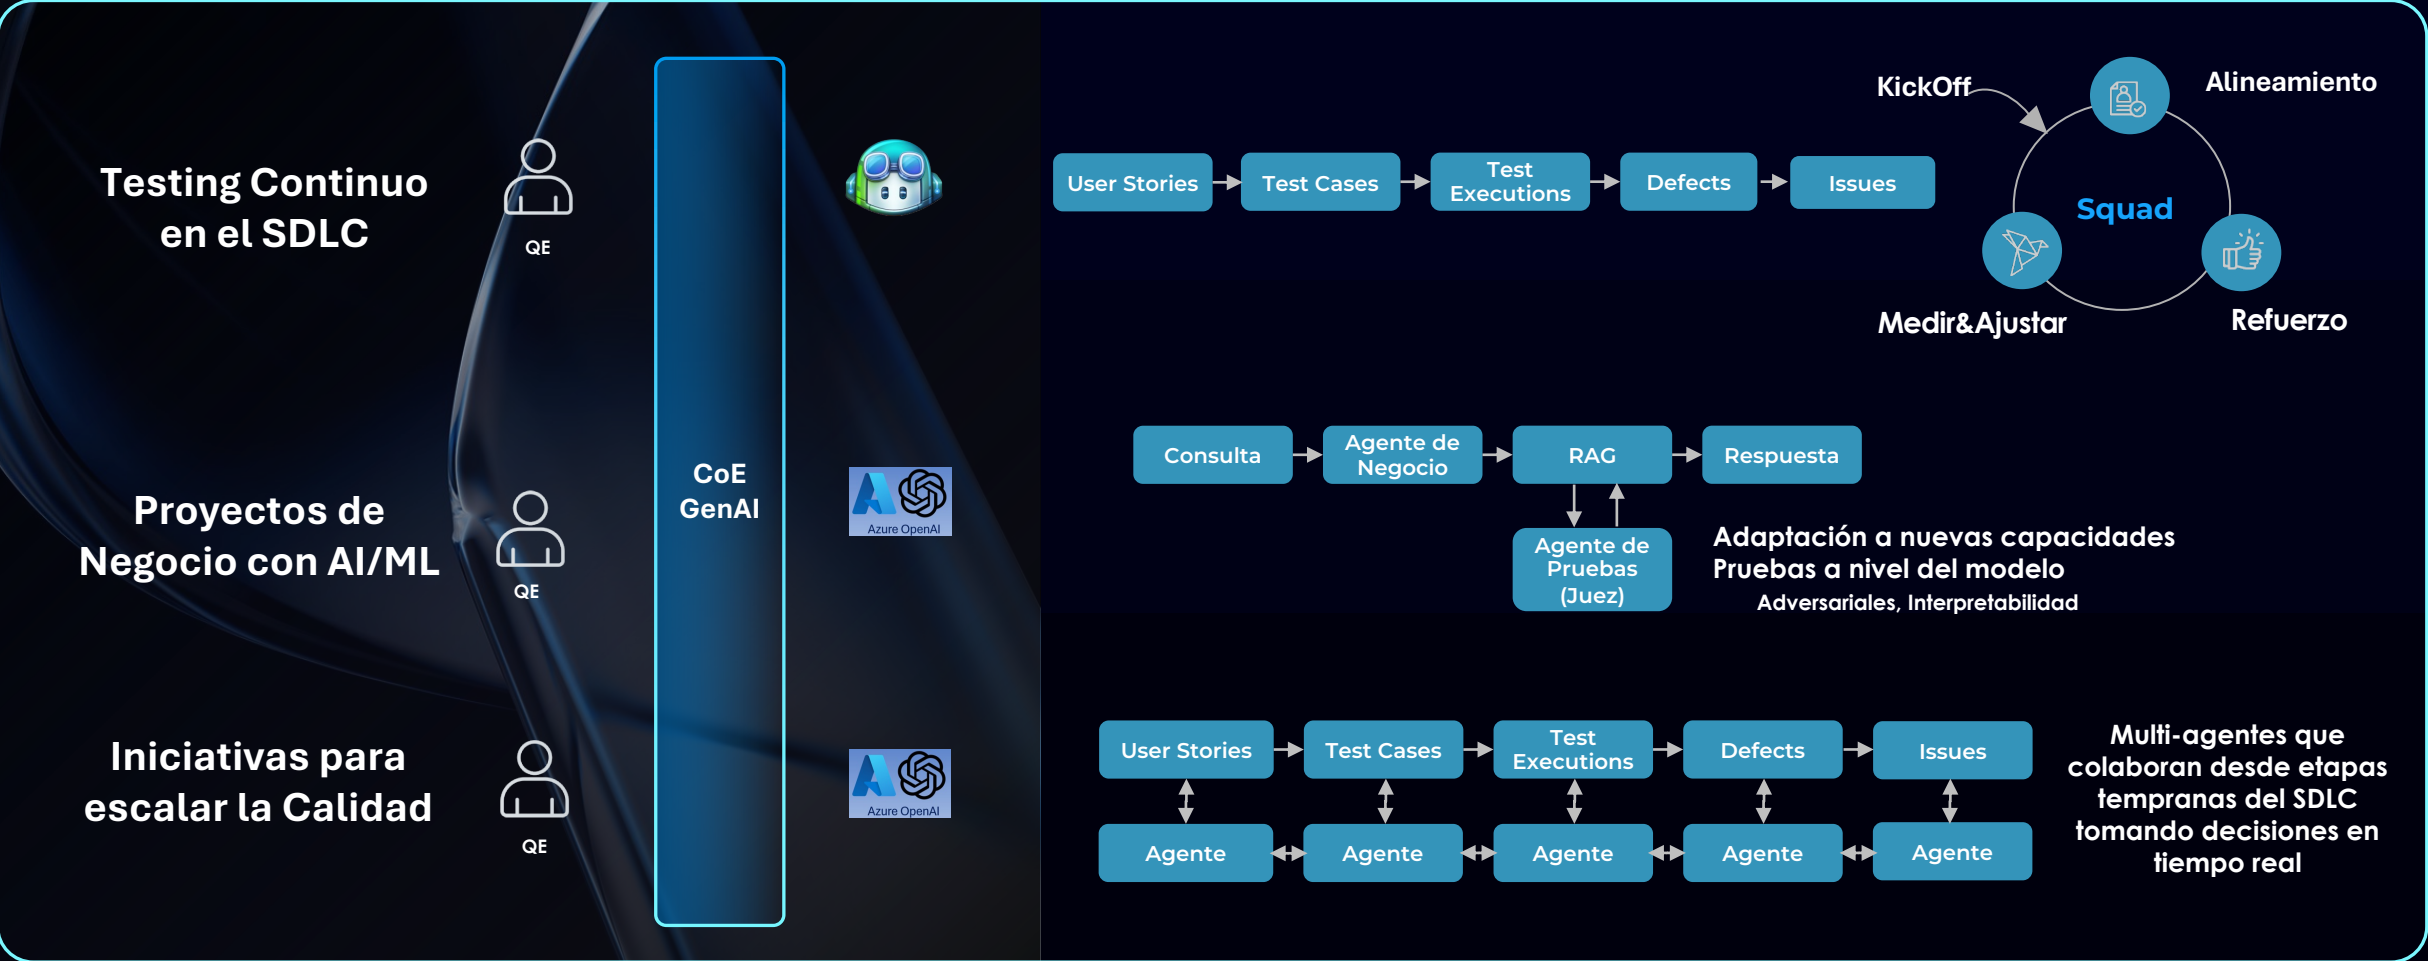 Testing Continuo
en el SDLC
QE
User Stories
Test Cases
Test
Executions
Defects
Issues
KickOff
Alineamiento
Squad
Medir&Ajustar
Refuerzo
CoE
GenAI
Proyectos de
Negocio con AI/ML
QE
Azure OpenAI
Consulta
Agente de
Negocio
RAG
Respuesta
Agente de
Pruebas
(Juez)
Adaptación a nuevas capacidades
Pruebas a nivel del modelo
Adversariales, Interpretabilidad
Iniciativas para
escalar la Calidad
QE
Azure OpenAI
User Stories
Test Cases
Test
Executions
Defects
Issues
Agente
Agente
Agente
Agente
Agente
Multi-agentes que
colaboran desde etapas
tempranas del SDLC
tomando decisiones en
tiempo real